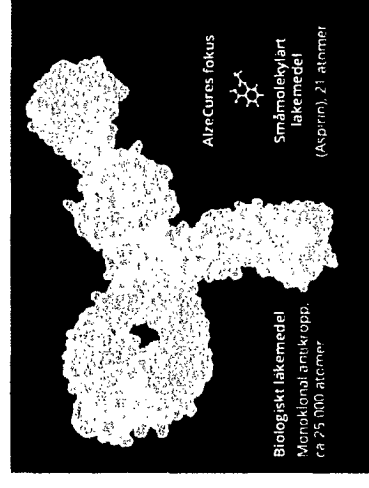 AlzeCures fokus
Småmolekylärt
läkemedel
(Aspirin), 21 atomer
Biologiskt läkemedel
Monoklonal antikropp.
ca 25 000 atomer